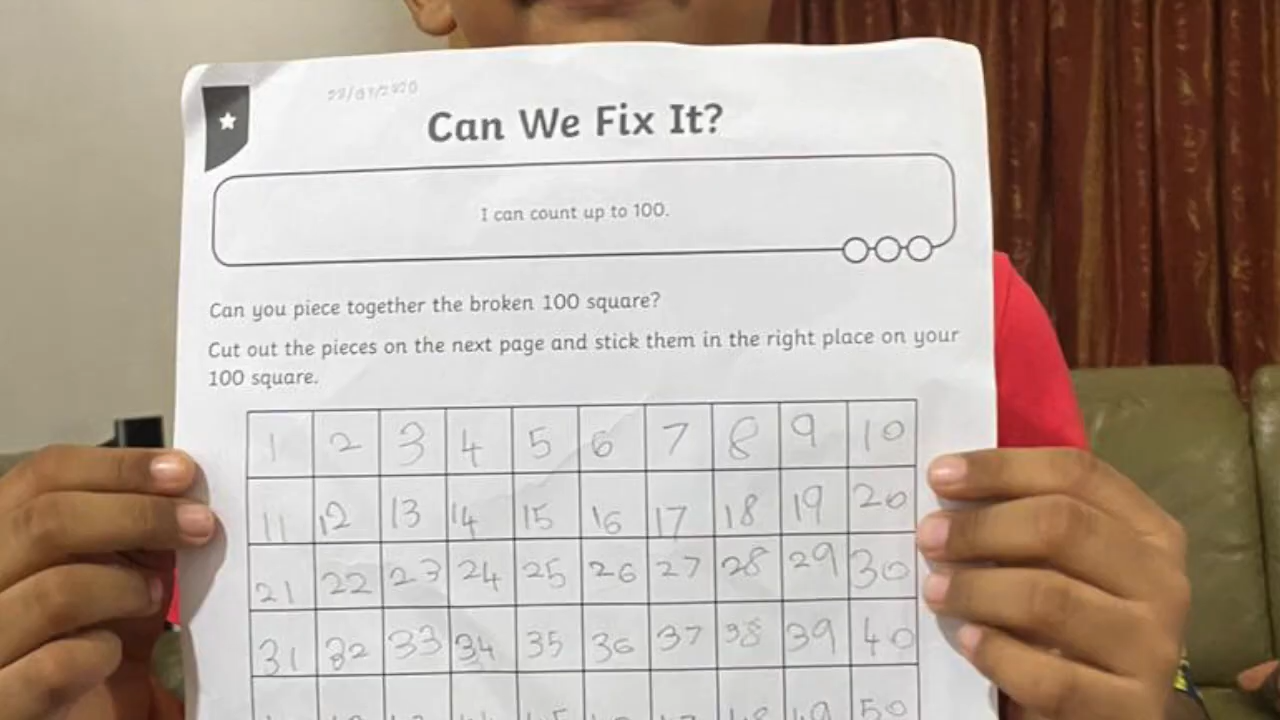 Can We Fix It?
I can count up to 100.
Can you piece together the broken 100 square?
Cut out the pieces on the next page and stick them in the right place on your
100 square.
1 2 3 4 5 6 7 8 9 10
11 12 13 14 15 16 17 18 19 20
21 22 23 24 25 26 27 28 29 30
31 32 33 34 35 36 37 38 39 40
50